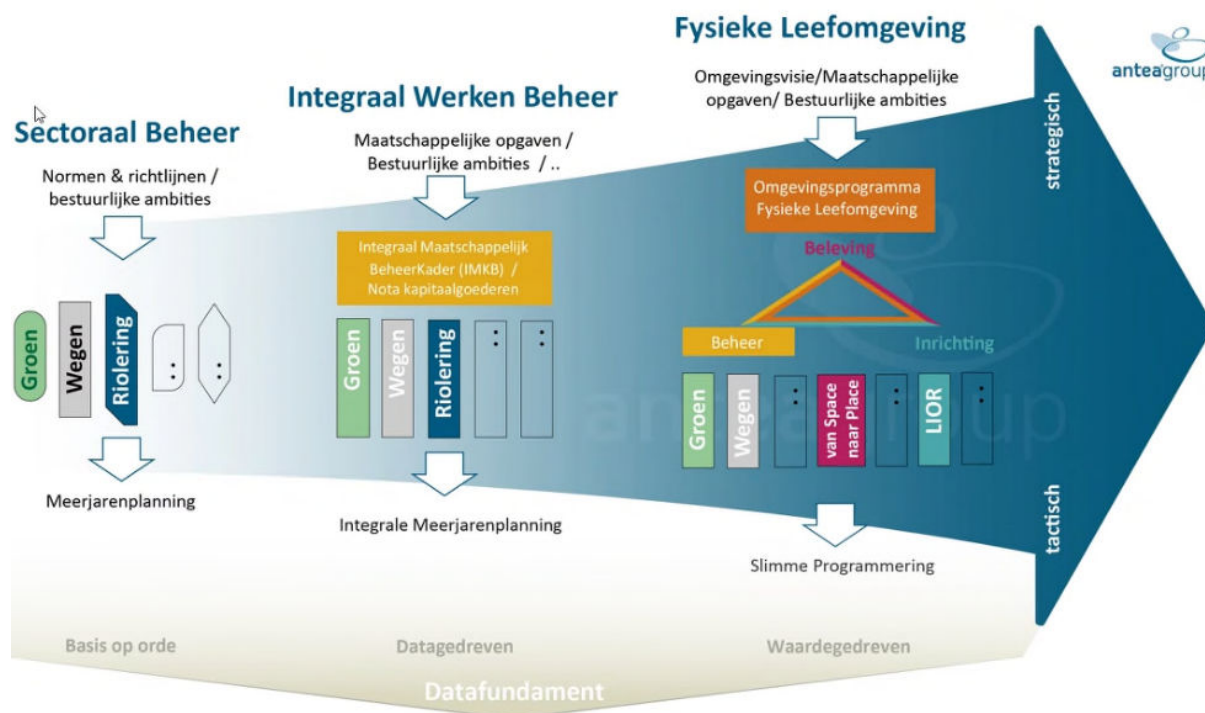 Fysieke Leefomgeving
anteagroup
Omgevingsvisie/Maatschappelijke
opgaven/ Bestuurlijke ambities
Integraal Werken Beheer
Maatschappelijke opgaven /
Bestuurlijke ambities / ..
Sectoraal Beheer
Normen & richtlijnen /
bestuurlijke ambities
strategisch
Omgevingsprogramma
Fysieke Leefomgeving
Integraal Maatschappelijk
BeheerKader (IMKB) /
Nota kapitaalgoederen
Beleving
Beheer
Inrichting
Groen
Wegen
Riolering
:
:
Groen
Wegen
Riolering
:
:
Groen
Wegen
:
van Space
naar Place
:
LIOR
:
anteagroup
Meerjarenplanning
Integrale Meerjarenplanning
Slimme Programmering
tactisch
Basis op orde
Datagedreven
Waardegedreven
Datafundament